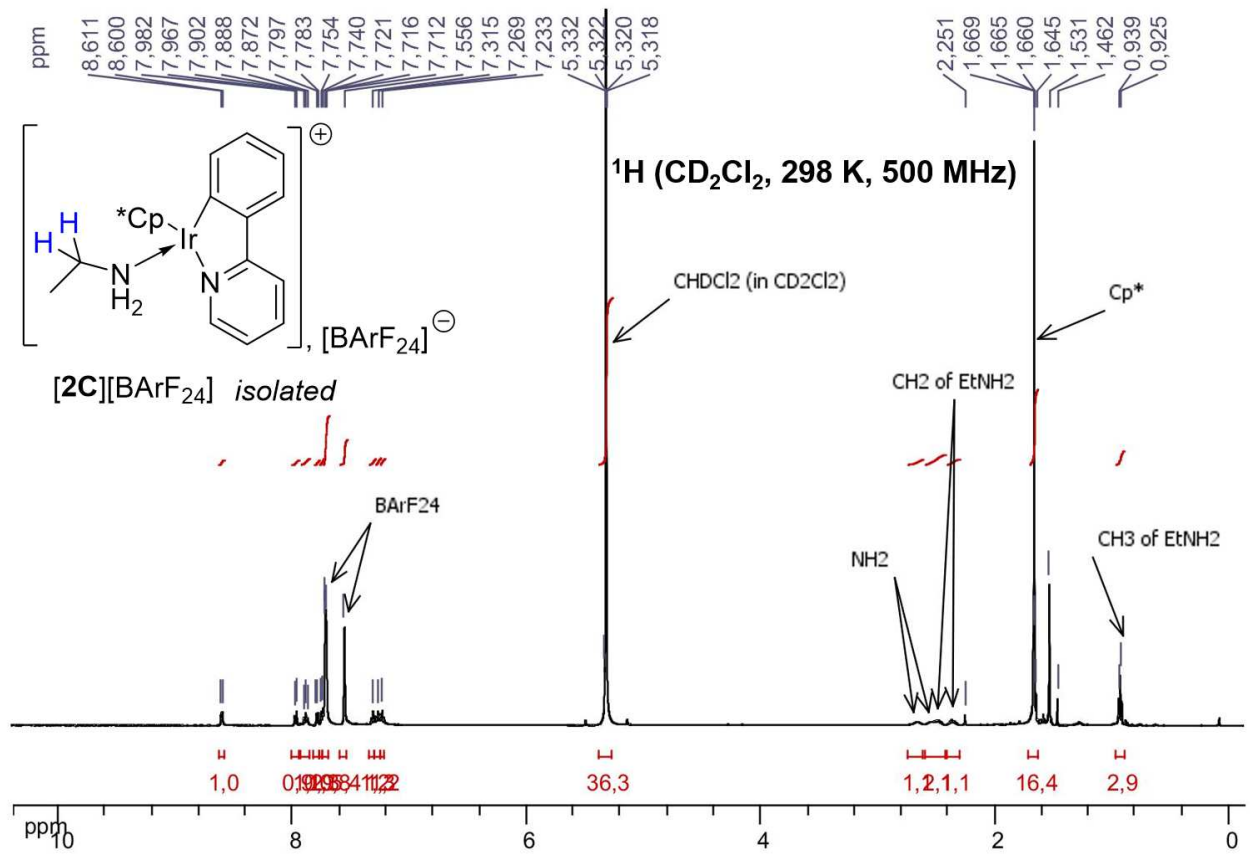 ppm 8,611 8,600 7,982 7,967 7,902 7,888 7,872 7,797 7,783 7,754 7,740 7,721 7,716 7,712 7,556 7,315 7,269 7,233 5,332 5,322 5,320 5,318 2,251 1,669 1,665 1,660 1,645 1,531 1,462 0,939 0,925
⊕
¹H (CD₂Cl₂, 298 K, 500 MHz)
*Cp
H
H
Ir
N
H₂
N
, [BArF₂₄]⊖
[2C][BArF₂₄] isolated
CHDCl2 (in CD2Cl2)
Cp*
CH2 of EtNH2
BArF24
NH2
CH3 of EtNH2
1,0 36,3 16,4 2,9
ppm
10 8 6 4 2 0